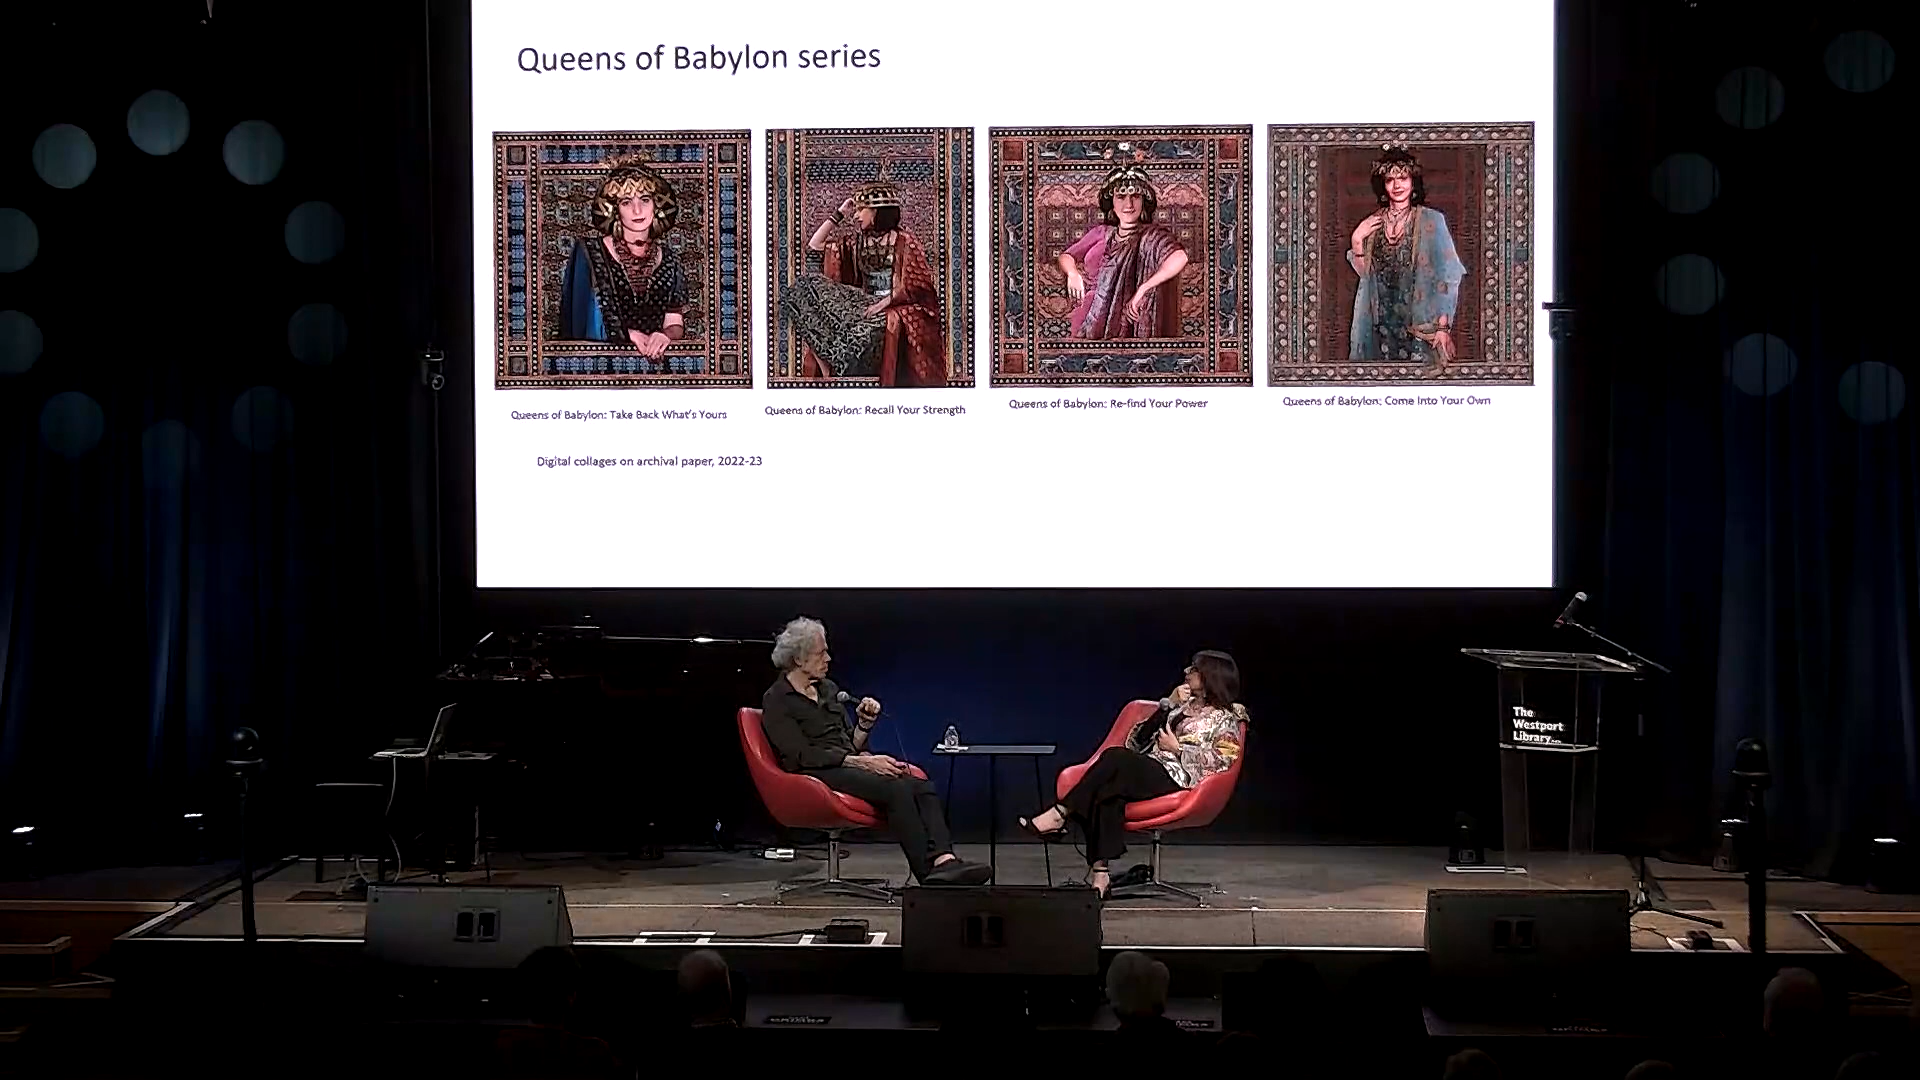 Queens of Babylon series
Queens of Babylon: Take Back What's Yours
Queens of Babylon: Recall Your Strength
Queens of Babylon: Re-find Your Power
Queens of Babylon: Come Into Your Own
Digital collages on archival paper, 2022-23
The
Westport
Library